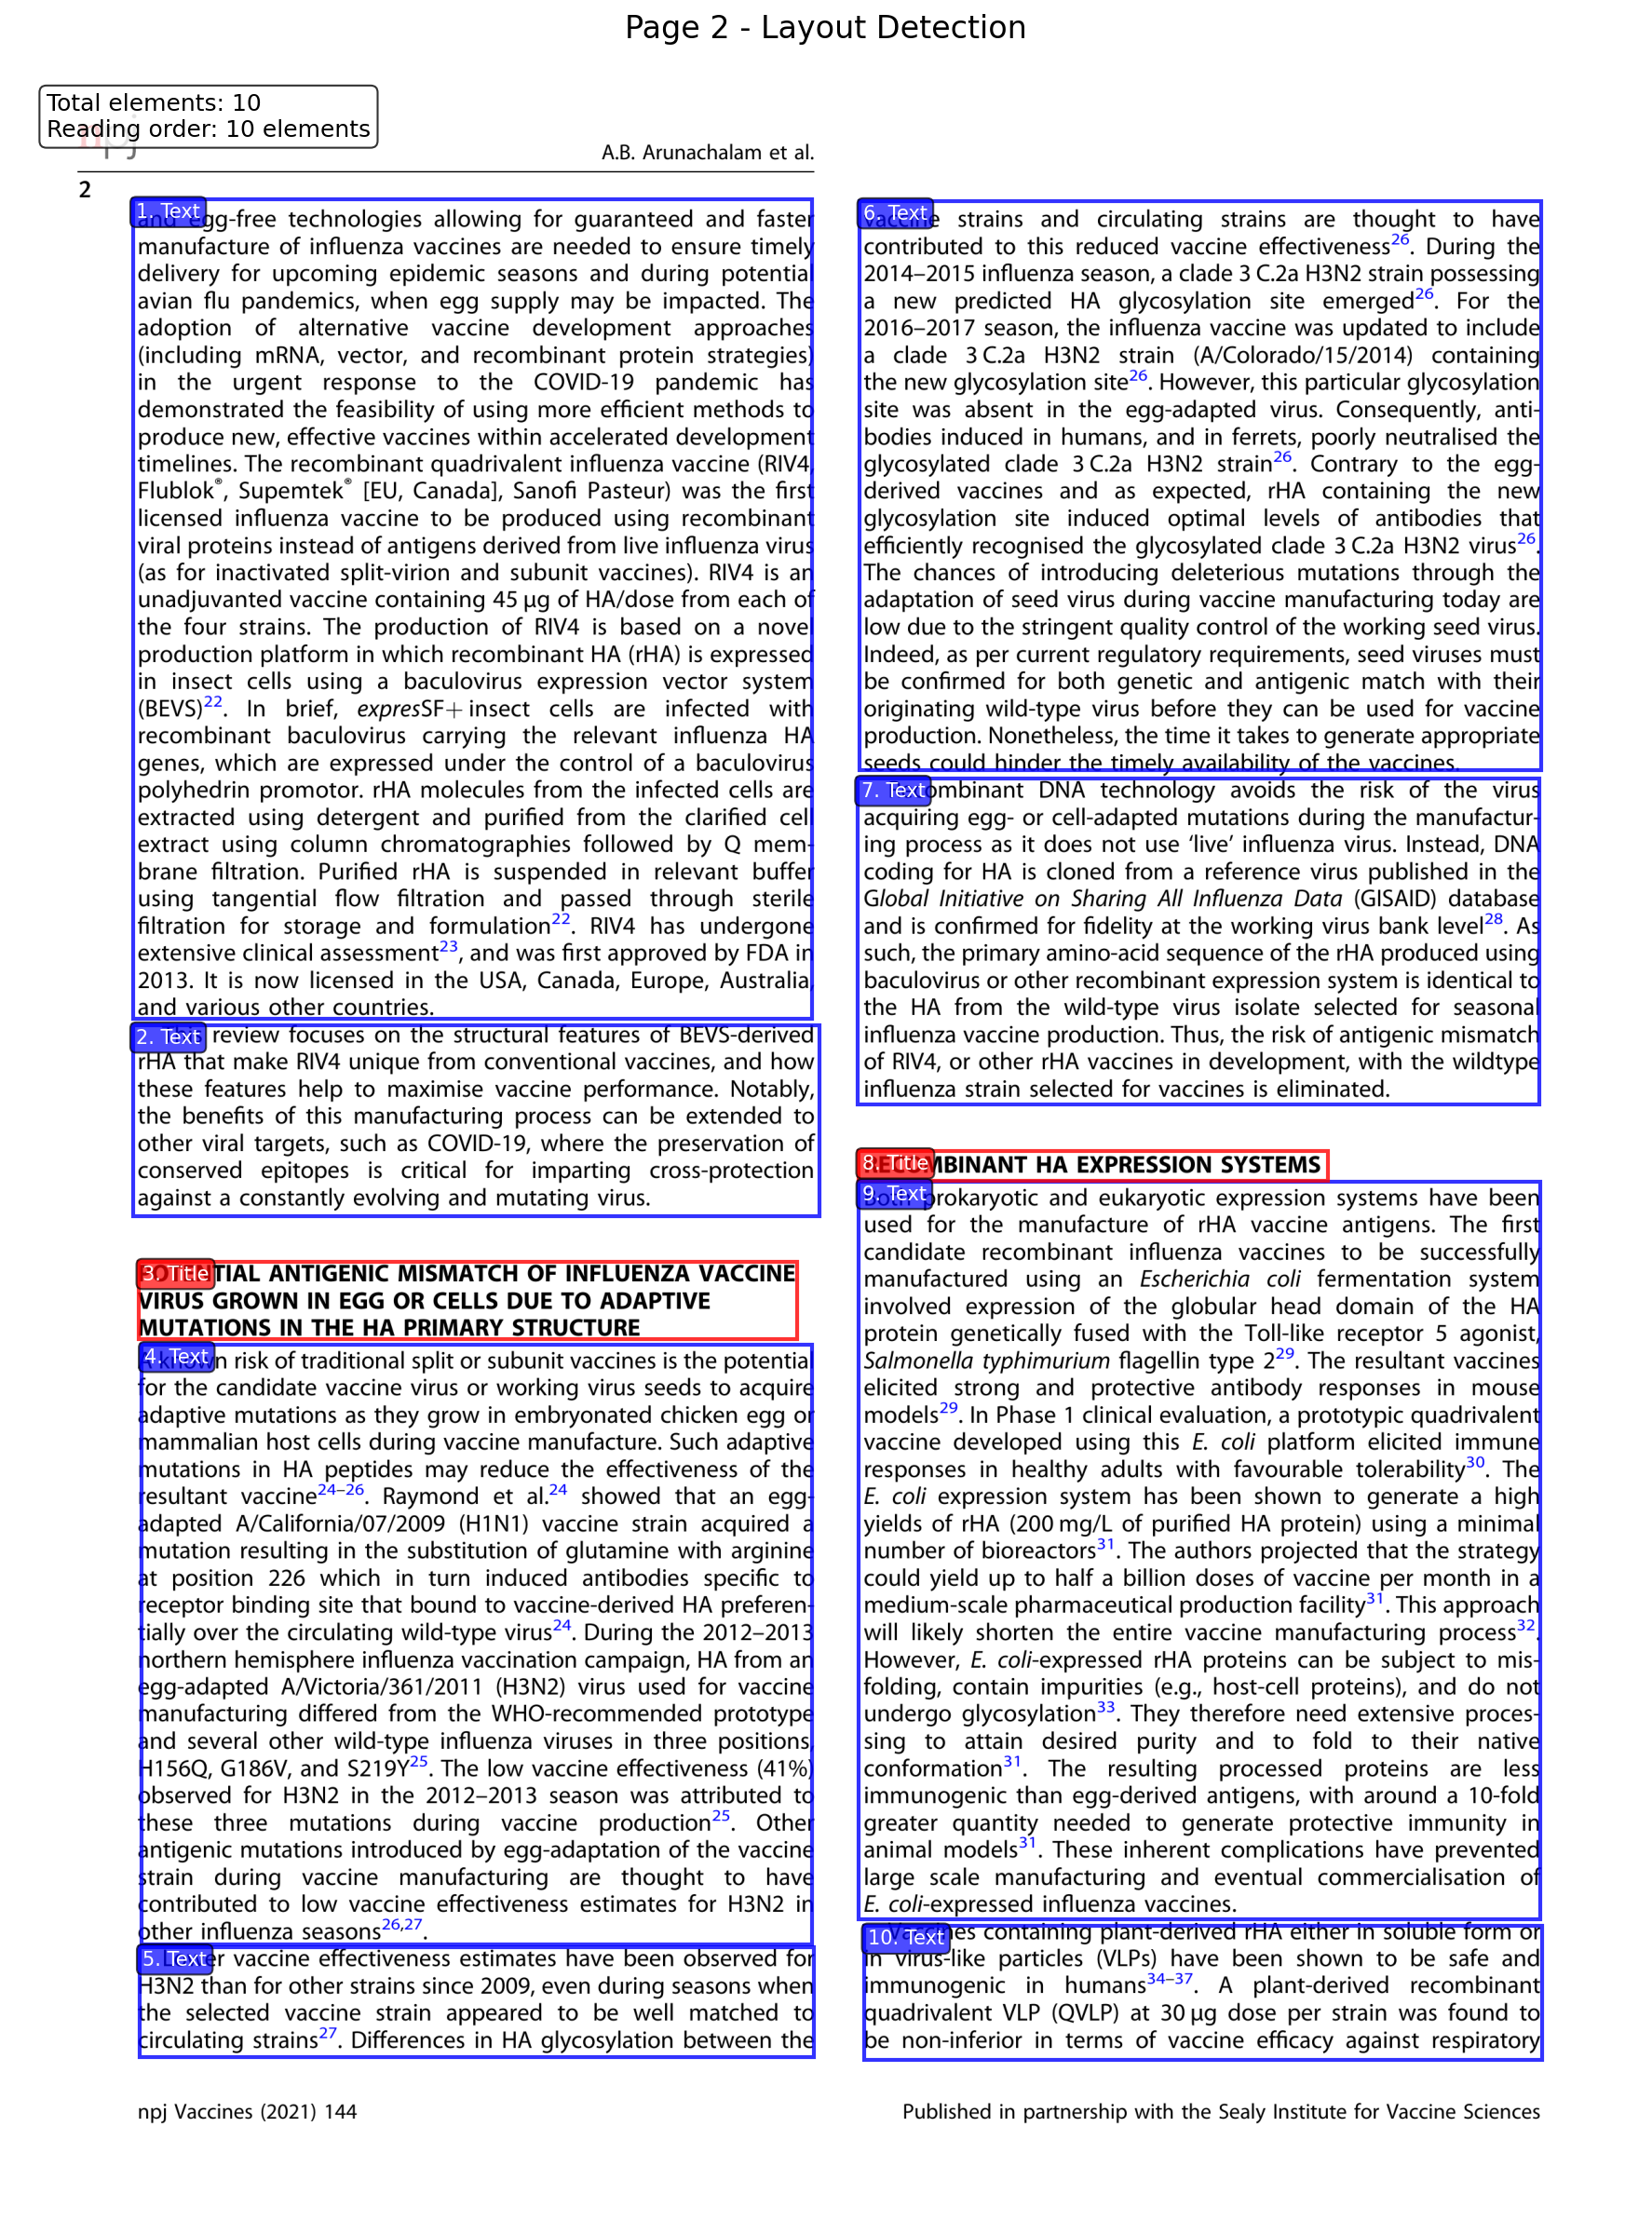 Page 2 - Layout Detection
Total elements: 10
Reading order: 10 elements
npj
A.B. Arunachalam et al.
2
1. Text
egg-free technologies allowing for guaranteed and faster
manufacture of influenza vaccines are needed to ensure timely
delivery for upcoming epidemic seasons and during potential
avian flu pandemics, when egg supply may be impacted. The
adoption of alternative vaccine development approaches
(including mRNA, vector, and recombinant protein strategies)
in the urgent response to the COVID-19 pandemic has
demonstrated the feasibility of using more efficient methods to
produce new, effective vaccines within accelerated development
timelines. The recombinant quadrivalent influenza vaccine (RIV4,
Flublok®, Supemtek® [EU, Canada], Sanofi Pasteur) was the first
licensed influenza vaccine to be produced using recombinant
viral proteins instead of antigens derived from live influenza virus
(as for inactivated split-virion and subunit vaccines). RIV4 is an
unadjuvanted vaccine containing 45 µg of HA/dose from each of
the four strains. The production of RIV4 is based on a novel
production platform in which recombinant HA (rHA) is expressed
in insect cells using a baculovirus expression vector system
(BEVS)22. In brief, expresSF+ insect cells are infected with
recombinant baculovirus carrying the relevant influenza HA
genes, which are expressed under the control of a baculovirus
polyhedrin promotor. rHA molecules from the infected cells are
extracted using detergent and purified from the clarified cell
extract using column chromatographies followed by Q mem-
brane filtration. Purified rHA is suspended in relevant buffer
using tangential flow filtration and passed through sterile
filtration for storage and formulation22. RIV4 has undergone
extensive clinical assessment23, and was first approved by FDA in
2013. It is now licensed in the USA, Canada, Europe, Australia,
and various other countries.
2. Text
review focuses on the structural features of BEVS-derived
rHA that make RIV4 unique from conventional vaccines, and how
these features help to maximise vaccine performance. Notably,
the benefits of this manufacturing process can be extended to
other viral targets, such as COVID-19, where the preservation of
conserved epitopes is critical for imparting cross-protection
against a constantly evolving and mutating virus.
3. Title
POTENTIAL ANTIGENIC MISMATCH OF INFLUENZA VACCINE
VIRUS GROWN IN EGG OR CELLS DUE TO ADAPTIVE
MUTATIONS IN THE HA PRIMARY STRUCTURE
4. Text
A known risk of traditional split or subunit vaccines is the potential
for the candidate vaccine virus or working virus seeds to acquire
adaptive mutations as they grow in embryonated chicken egg or
mammalian host cells during vaccine manufacture. Such adaptive
mutations in HA peptides may reduce the effectiveness of the
resultant vaccine24–26. Raymond et al.24 showed that an egg-
adapted A/California/07/2009 (H1N1) vaccine strain acquired a
mutation resulting in the substitution of glutamine with arginine
at position 226 which in turn induced antibodies specific to
receptor binding site that bound to vaccine-derived HA preferen-
tially over the circulating wild-type virus24. During the 2012–2013
northern hemisphere influenza vaccination campaign, HA from an
egg-adapted A/Victoria/361/2011 (H3N2) virus used for vaccine
manufacturing differed from the WHO-recommended prototype
and several other wild-type influenza viruses in three positions,
H156Q, G186V, and S219Y25. The low vaccine effectiveness (41%)
observed for H3N2 in the 2012–2013 season was attributed to
these three mutations during vaccine production25. Other
antigenic mutations introduced by egg-adaptation of the vaccine
strain during vaccine manufacturing are thought to have
contributed to low vaccine effectiveness estimates for H3N2 in
other influenza seasons26,27.
5. Text
vaccine effectiveness estimates have been observed for
H3N2 than for other strains since 2009, even during seasons when
the selected vaccine strain appeared to be well matched to
circulating strains27. Differences in HA glycosylation between the
6. Text
vaccine strains and circulating strains are thought to have
contributed to this reduced vaccine effectiveness26. During the
2014–2015 influenza season, a clade 3 C.2a H3N2 strain possessing
a new predicted HA glycosylation site emerged26. For the
2016–2017 season, the influenza vaccine was updated to include
a clade 3 C.2a H3N2 strain (A/Colorado/15/2014) containing
the new glycosylation site26. However, this particular glycosylation
site was absent in the egg-adapted virus. Consequently, anti-
bodies induced in humans, and in ferrets, poorly neutralised the
glycosylated clade 3 C.2a H3N2 strain26. Contrary to the egg-
derived vaccines and as expected, rHA containing the new
glycosylation site induced optimal levels of antibodies that
efficiently recognised the glycosylated clade 3 C.2a H3N2 virus26.
The chances of introducing deleterious mutations through the
adaptation of seed virus during vaccine manufacturing today are
low due to the stringent quality control of the working seed virus.
Indeed, as per current regulatory requirements, seed viruses must
be confirmed for both genetic and antigenic match with their
originating wild-type virus before they can be used for vaccine
production. Nonetheless, the time it takes to generate appropriate
seeds could hinder the timely availability of the vaccines.
7. Text
Recombinant DNA technology avoids the risk of the virus
acquiring egg- or cell-adapted mutations during the manufactur-
ing process as it does not use ‘live’ influenza virus. Instead, DNA
coding for HA is cloned from a reference virus published in the
Global Initiative on Sharing All Influenza Data (GISAID) database
and is confirmed for fidelity at the working virus bank level28. As
such, the primary amino-acid sequence of the rHA produced using
baculovirus or other recombinant expression system is identical to
the HA from the wild-type virus isolate selected for seasonal
influenza vaccine production. Thus, the risk of antigenic mismatch
of RIV4, or other rHA vaccines in development, with the wildtype
influenza strain selected for vaccines is eliminated.
8. Title
RECOMBINANT HA EXPRESSION SYSTEMS
9. Text
Both prokaryotic and eukaryotic expression systems have been
used for the manufacture of rHA vaccine antigens. The first
candidate recombinant influenza vaccines to be successfully
manufactured using an Escherichia coli fermentation system
involved expression of the globular head domain of the HA
protein genetically fused with the Toll-like receptor 5 agonist,
Salmonella typhimurium flagellin type 229. The resultant vaccines
elicited strong and protective antibody responses in mouse
models29. In Phase 1 clinical evaluation, a prototypic quadrivalent
vaccine developed using this E. coli platform elicited immune
responses in healthy adults with favourable tolerability30. The
E. coli expression system has been shown to generate a high
yields of rHA (200 mg/L of purified HA protein) using a minimal
number of bioreactors31. The authors projected that the strategy
could yield up to half a billion doses of vaccine per month in a
medium-scale pharmaceutical production facility31. This approach
will likely shorten the entire vaccine manufacturing process32.
However, E. coli-expressed rHA proteins can be subject to mis-
folding, contain impurities (e.g., host-cell proteins), and do not
undergo glycosylation33. They therefore need extensive proces-
sing to attain desired purity and to fold to their native
conformation31. The resulting processed proteins are less
immunogenic than egg-derived antigens, with around a 10-fold
greater quantity needed to generate protective immunity in
animal models31. These inherent complications have prevented
large scale manufacturing and eventual commercialisation of
E. coli-expressed influenza vaccines.
10. Text
Vaccines containing plant-derived rHA either in soluble form or
in virus-like particles (VLPs) have been shown to be safe and
immunogenic in humans34–37. A plant-derived recombinant
quadrivalent VLP (QVLP) at 30 µg dose per strain was found to
be non-inferior in terms of vaccine efficacy against respiratory
npj Vaccines (2021) 144
Published in partnership with the Sealy Institute for Vaccine Sciences